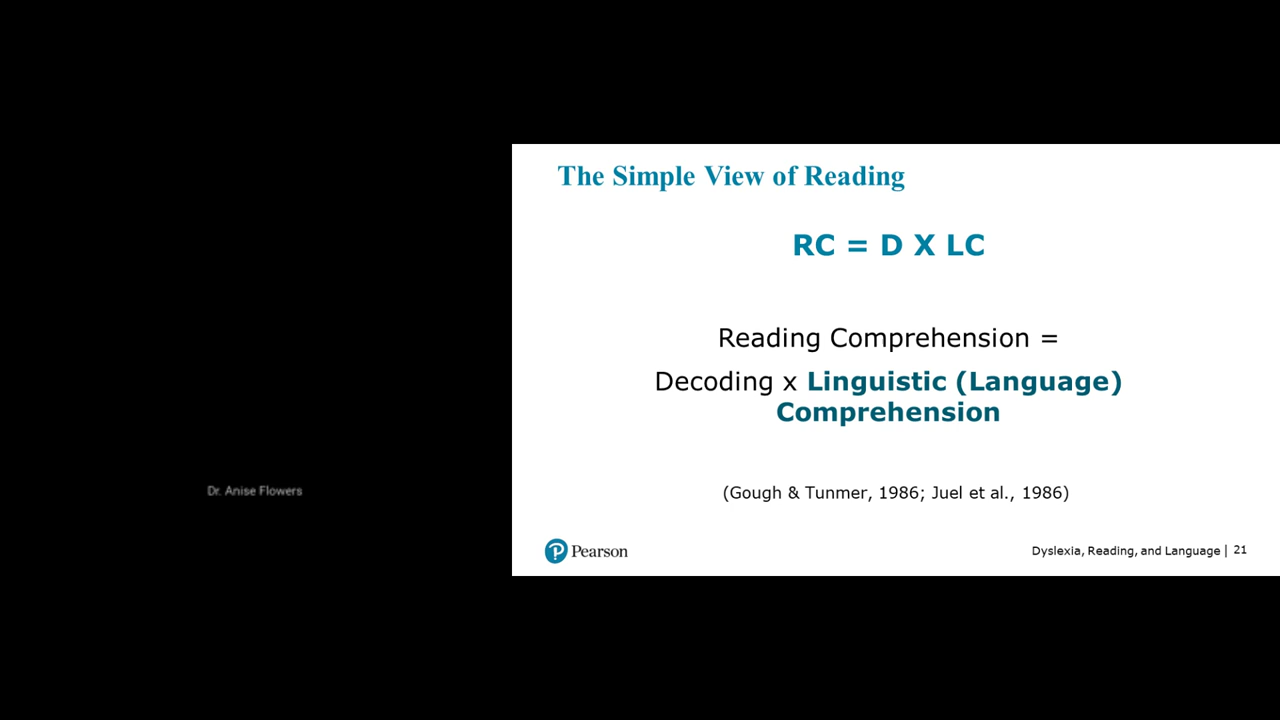 The Simple View of Reading
RC = D X LC
Reading Comprehension =
Decoding x Linguistic (Language)
Comprehension
(Gough & Tunmer, 1986; Juel et al., 1986)
Dr. Anise Flowers
Pearson
Dyslexia, Reading, and Language | 21